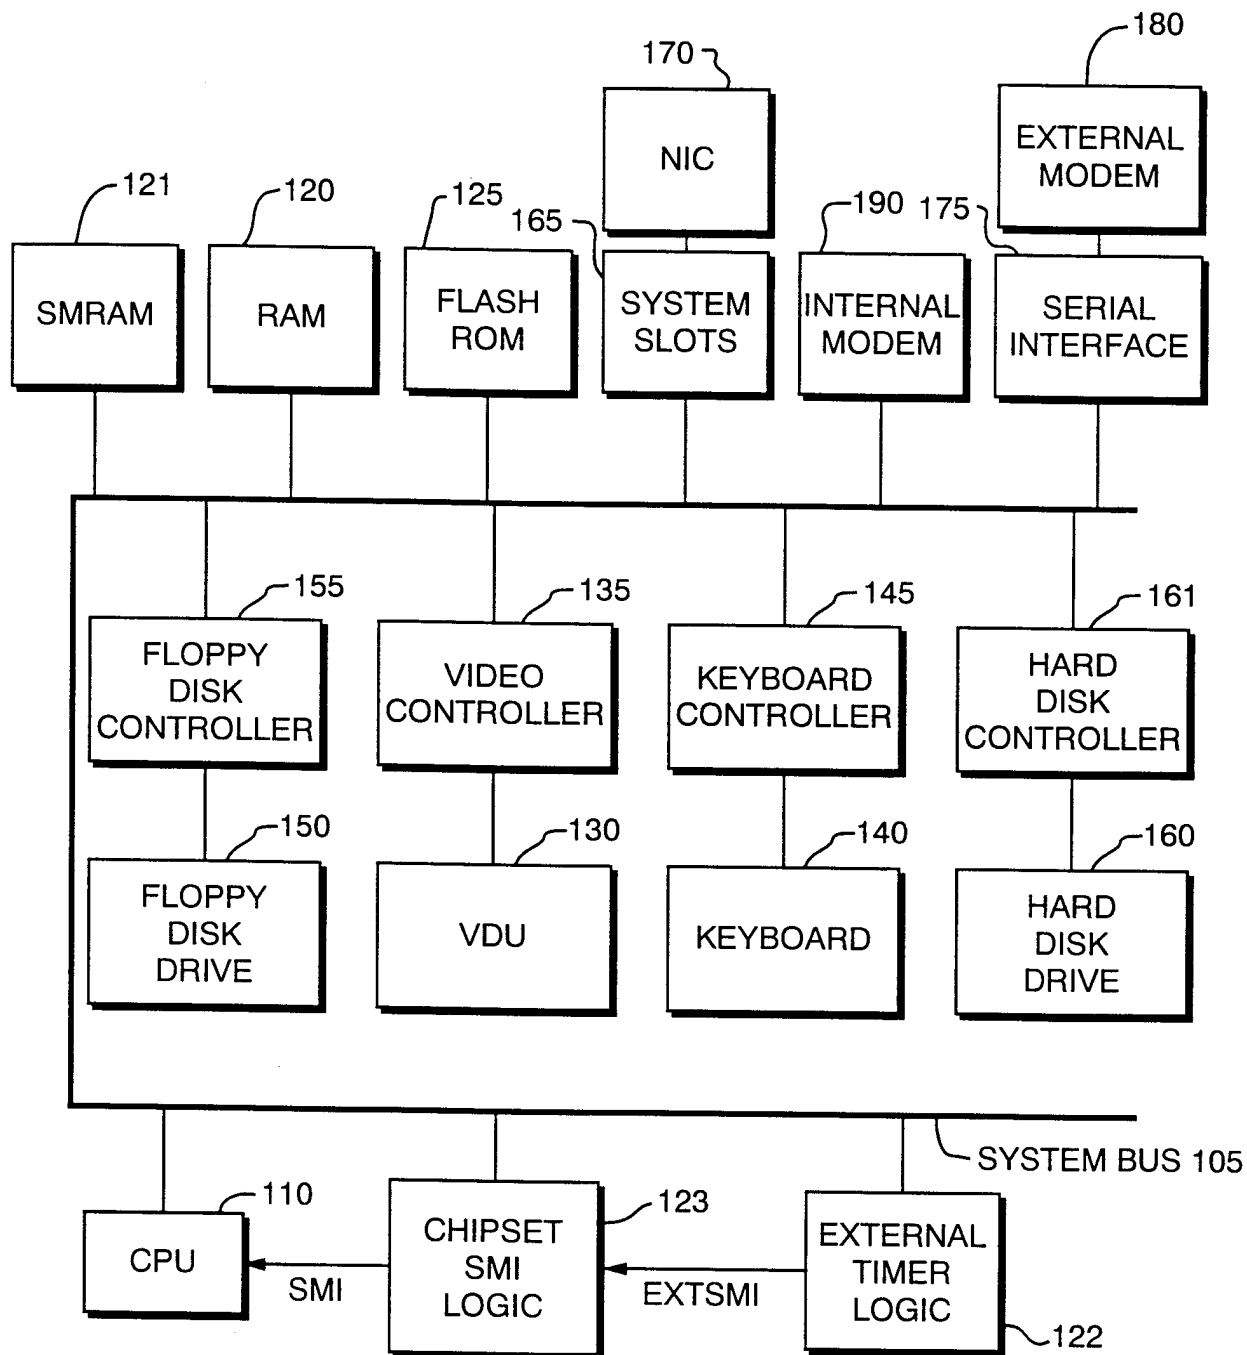 180
170
NIC
EXTERNAL
MODEM
121
120
125
165
190
175
SMRAM
RAM
FLASH
ROM
SYSTEM
SLOTS
INTERNAL
MODEM
SERIAL
INTERFACE
155
135
145
161
FLOPPY
DISK
CONTROLLER
VIDEO
CONTROLLER
KEYBOARD
CONTROLLER
HARD
DISK
CONTROLLER
150
130
140
160
FLOPPY
DISK
DRIVE
VDU
KEYBOARD
HARD
DISK
DRIVE
SYSTEM BUS 105
110
123
CPU
SMI
CHIPSET
SMI
LOGIC
EXTSMI
EXTERNAL
TIMER
LOGIC
122